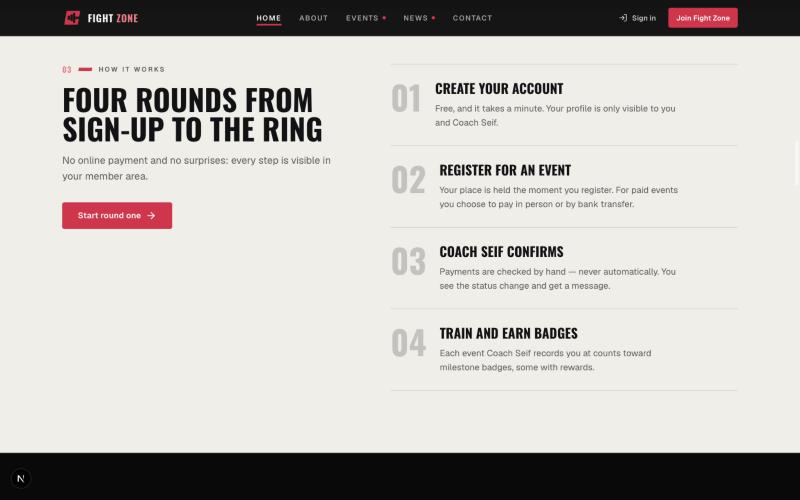 FIGHT ZONE
HOME
ABOUT
EVENTS
NEWS
CONTACT
Sign in
Join Fight Zone
03
HOW IT WORKS
FOUR ROUNDS FROM
SIGN-UP TO THE RING
No online payment and no surprises: every step is visible in
your member area.
Start round one
01
CREATE YOUR ACCOUNT
Free, and it takes a minute. Your profile is only visible to you
and Coach Seif.
02
REGISTER FOR AN EVENT
Your place is held the moment you register. For paid events
you choose to pay in person or by bank transfer.
03
COACH SEIF CONFIRMS
Payments are checked by hand — never automatically. You
see the status change and get a message.
04
TRAIN AND EARN BADGES
Each event Coach Seif records you at counts toward
milestone badges, some with rewards.
N